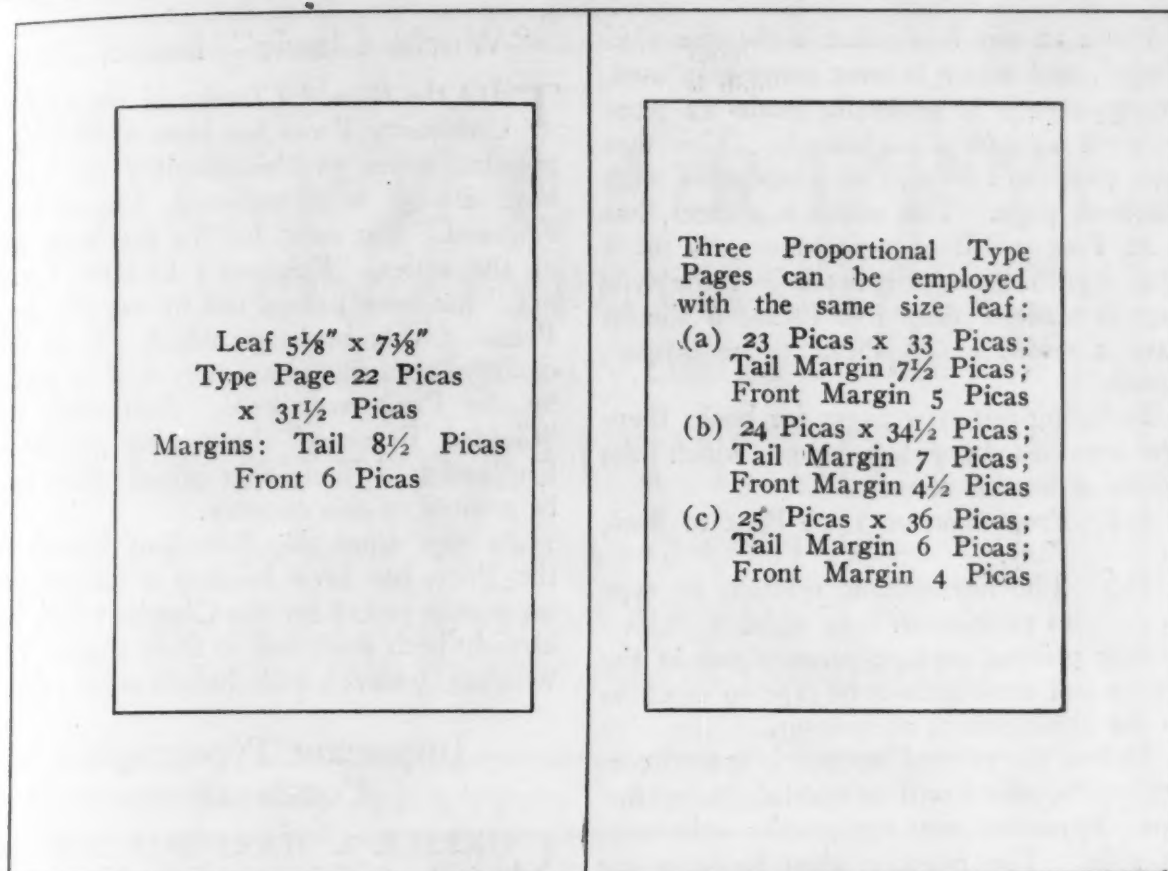 Leaf 5⅛" x 7⅜"
Type Page 22 Picas
x 31½ Picas
Margins: Tail 8½ Picas
Front 6 Picas
Three Proportional Type
Pages can be employed
with the same size leaf:
(a) 23 Picas x 33 Picas;
Tail Margin 7½ Picas;
Front Margin 5 Picas
(b) 24 Picas x 34½ Picas;
Tail Margin 7 Picas;
Front Margin 4½ Picas
(c) 25 Picas x 36 Picas;
Tail Margin 6 Picas;
Front Margin 4 Picas